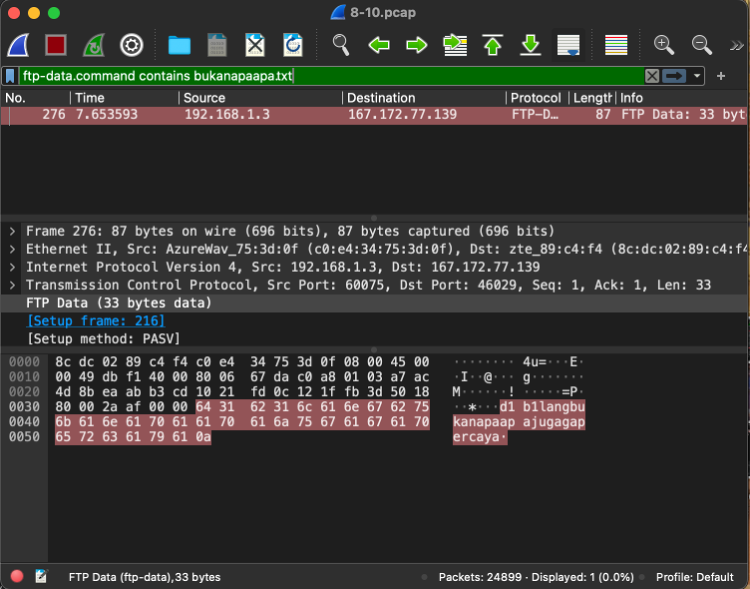 8-10.pcap
ftp-data.command contains bukanapaapa.txt
No. Time Source Destination Protocol Length Info
276 7.653593 192.168.1.3 167.172.77.139 FTP-D… 87 FTP Data: 33 byt
Frame 276: 87 bytes on wire (696 bits), 87 bytes captured (696 bits)
Ethernet II, Src: AzureWav_75:3d:0f (c0:e4:34:75:3d:0f), Dst: zte_89:c4:f4 (8c:dc:02:89:c4:f4
Internet Protocol Version 4, Src: 192.168.1.3, Dst: 167.172.77.139
Transmission Control Protocol, Src Port: 60075, Dst Port: 46029, Seq: 1, Ack: 1, Len: 33
FTP Data (33 bytes data)
[Setup frame: 216]
[Setup method: PASV]
0000 8c dc 02 89 c4 f4 c0 e4 34 75 3d 0f 08 00 45 00 ········ 4u=···E·
0010 00 49 db f1 40 00 80 06 67 da c0 a8 01 03 a7 ac ·I··@··· g·······
0020 4d 8b ea ab b3 cd 10 21 fd 0c 12 1f fb 3d 50 18 M······! ·····=P·
0030 80 00 2a af 00 00 64 31 62 31 6c 61 6e 67 62 75 ··*···d1 b1langbu
0040 6b 61 6e 61 70 61 61 70 61 6a 75 67 61 67 61 70 kanapaap ajugagap
0050 65 72 63 61 79 61 0a ercaya·
FTP Data (ftp-data),33 bytes Packets: 24899 · Displayed: 1 (0.0%) Profile: Default